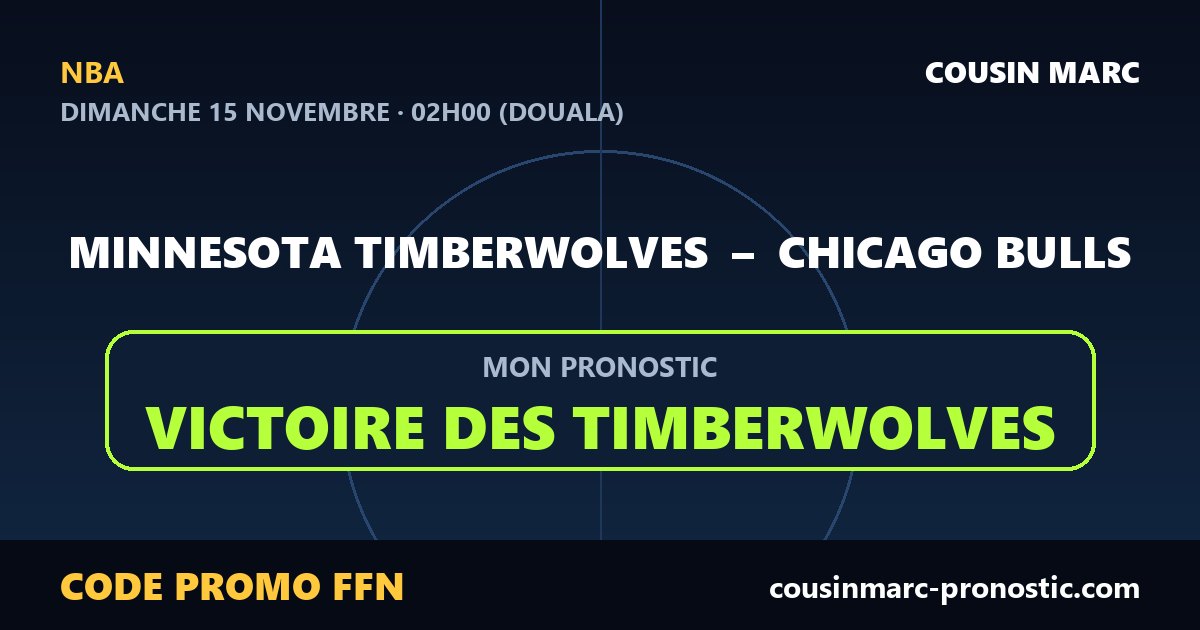 NBA
COUSIN MARC
DIMANCHE 15 NOVEMBRE · 02H00 (DOUALA)
MINNESOTA TIMBERWOLVES – CHICAGO BULLS
MON PRONOSTIC
VICTOIRE DES TIMBERWOLVES
CODE PROMO FFN
cousinmarc-pronostic.com